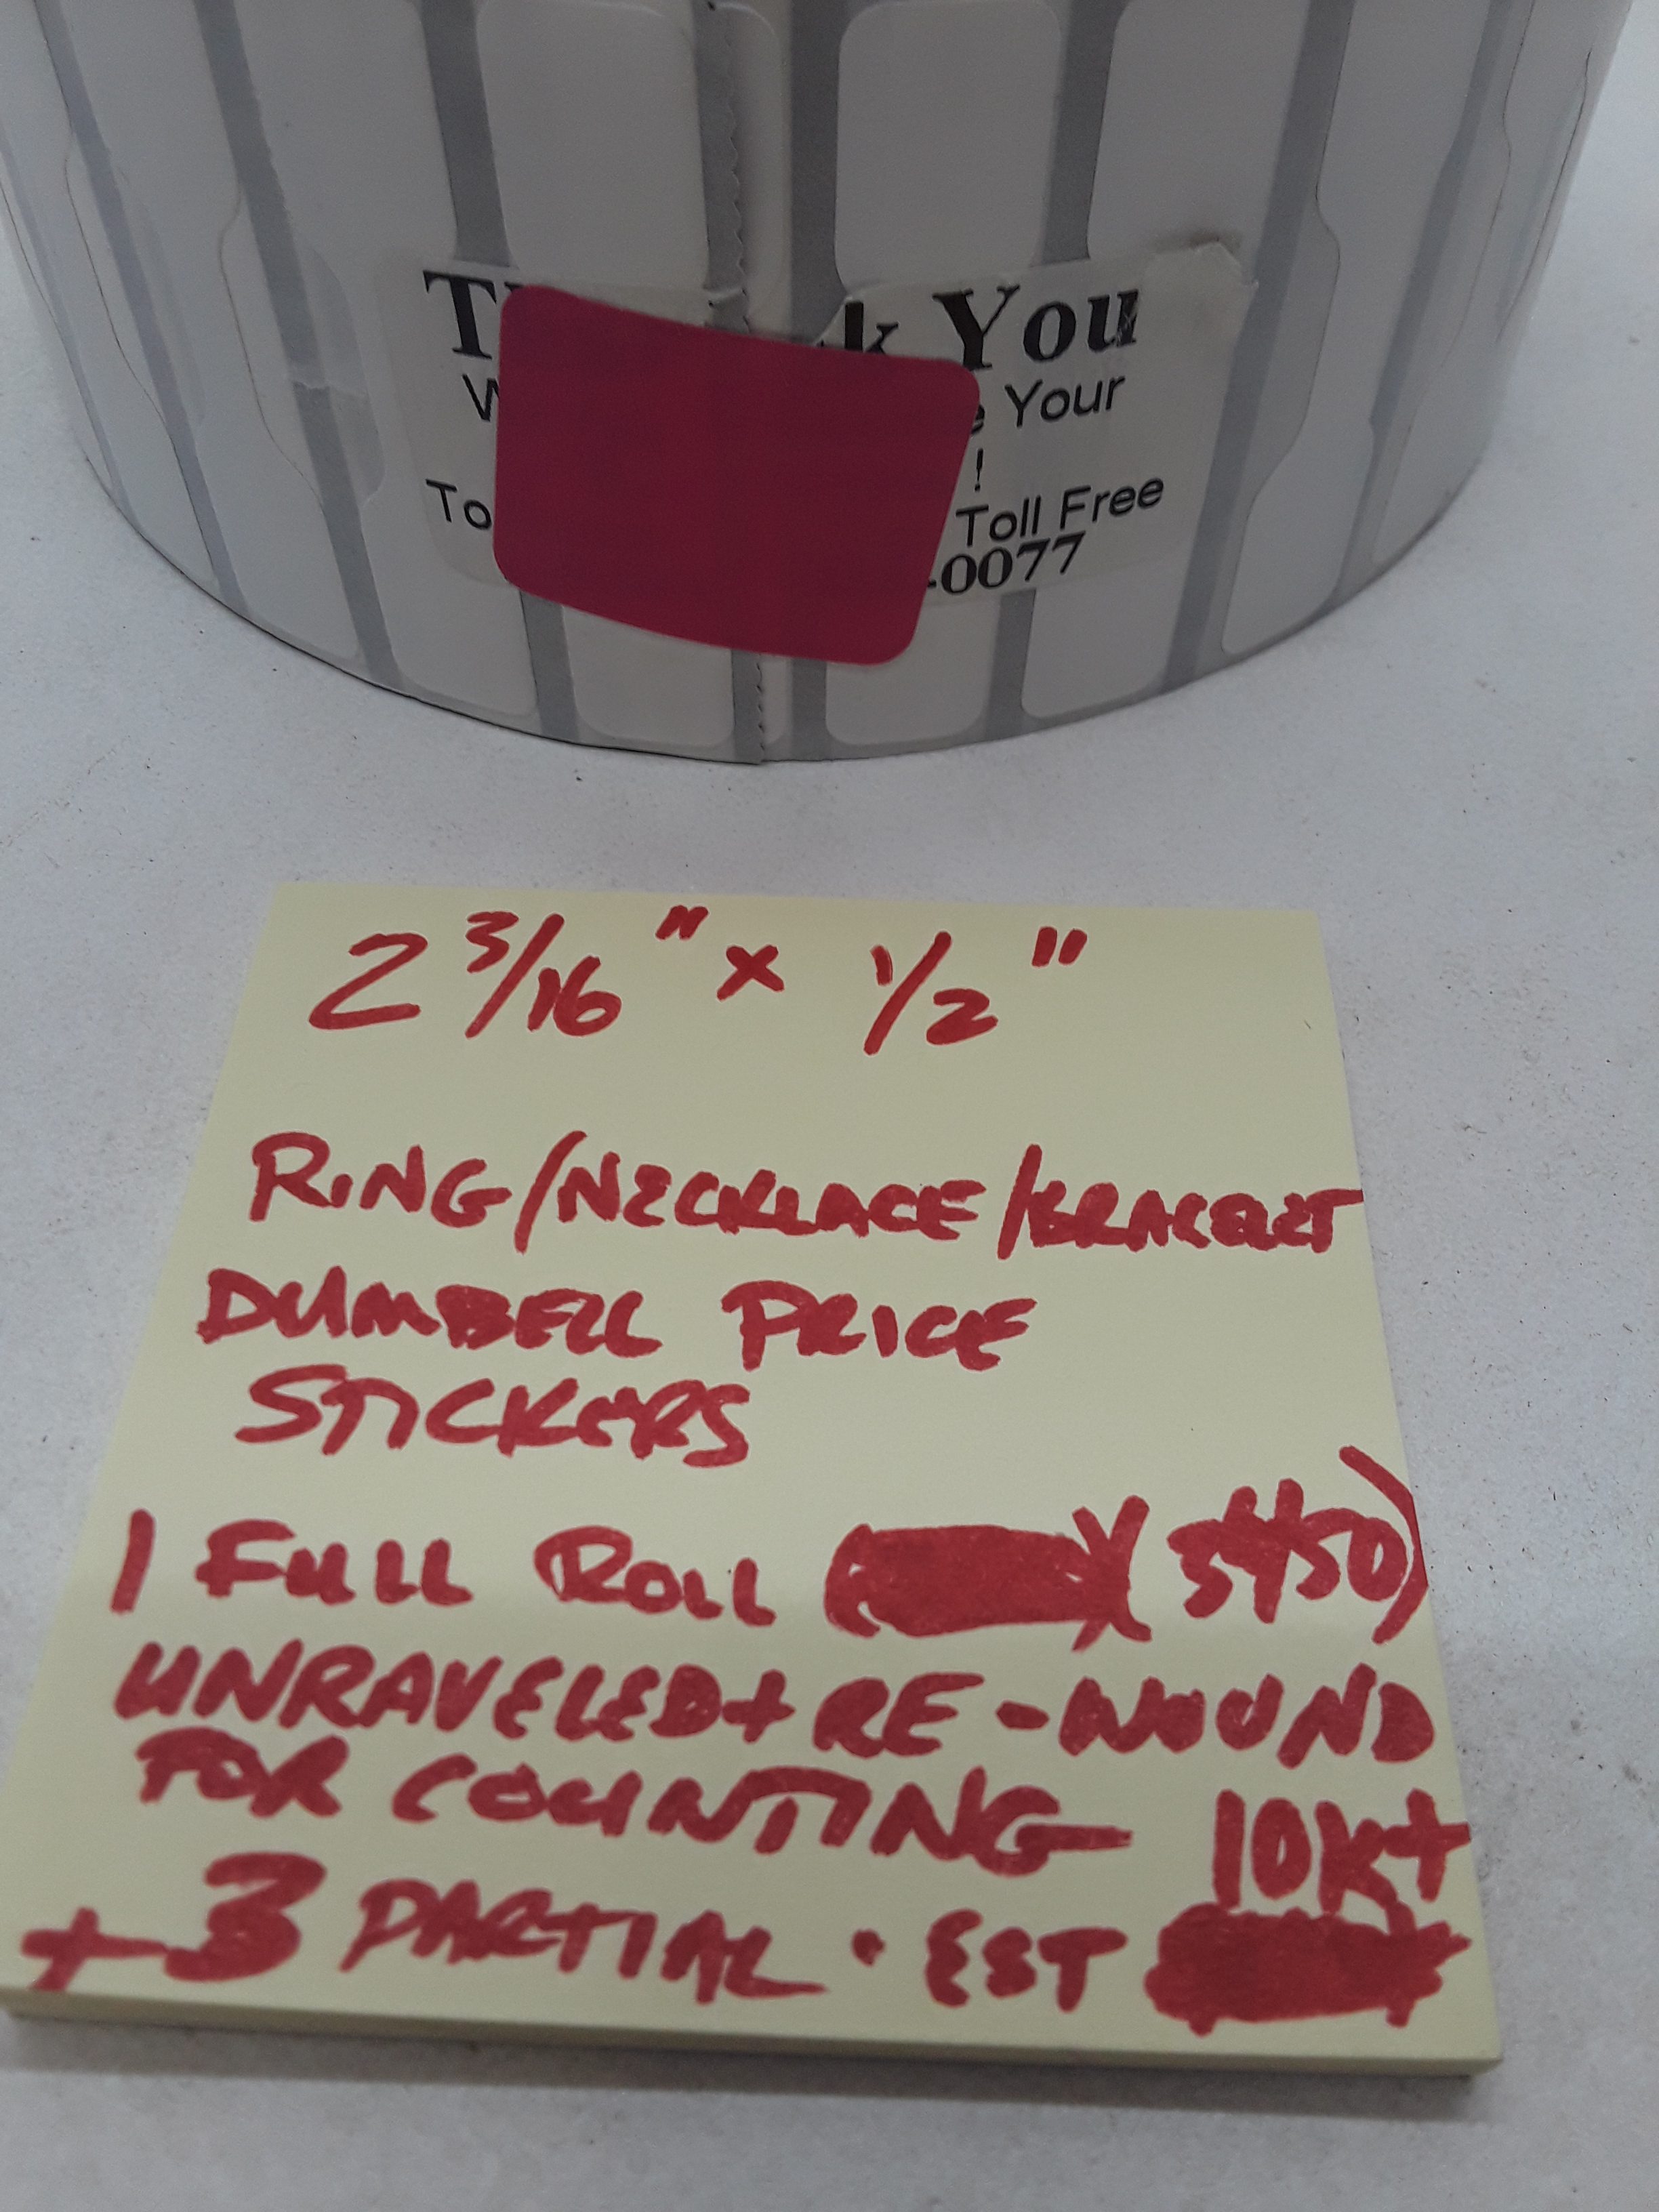 Th k You
W e Your
!
To Toll Free
-0077
2 3/16" x 1/2"
RING/NECKLACE/BRACELET
DUMBELL PRICE
STICKERS
1 FULL ROLL ( )(5450)
UNRAVELED + RE-WOUND
FOR COUNTING 10K+
+ 3 PARTIAL • EST